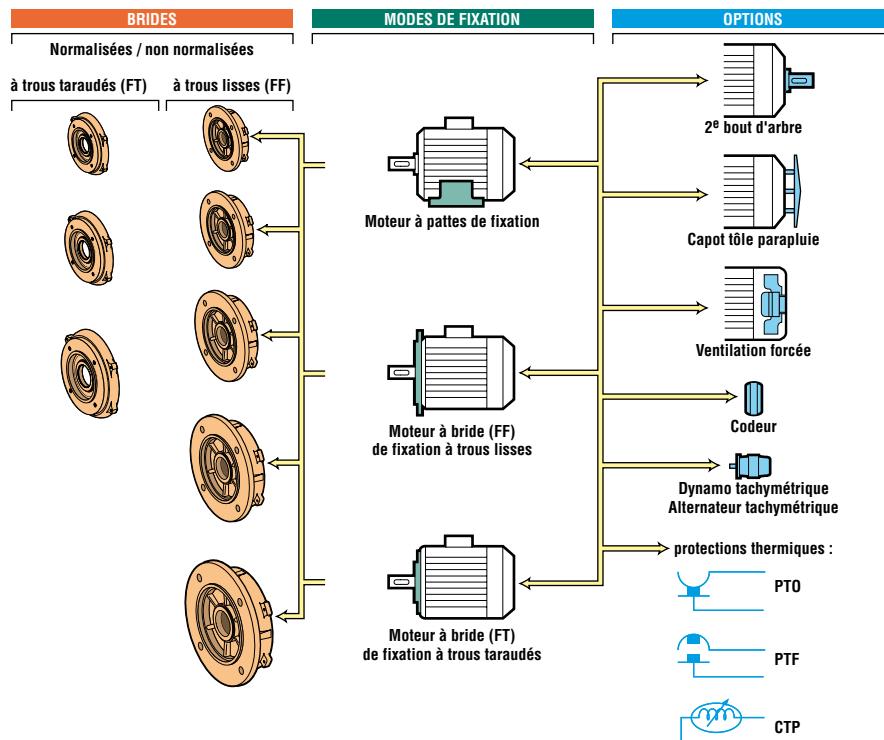 BRIDES
MODES DE FIXATION
OPTIONS
Normalisées / non normalisées
à trous taraudés (FT)
à trous lisses (FF)
Moteur à pattes de fixation
Moteur à bride (FF)
de fixation à trous lisses
Moteur à bride (FT)
de fixation à trous taraudés
2e bout d'arbre
Capot tôle parapluie
Ventilation forcée
Codeur
Dynamo tachymétrique
Alternateur tachymétrique
protections thermiques :
PTO
PTF
CTP